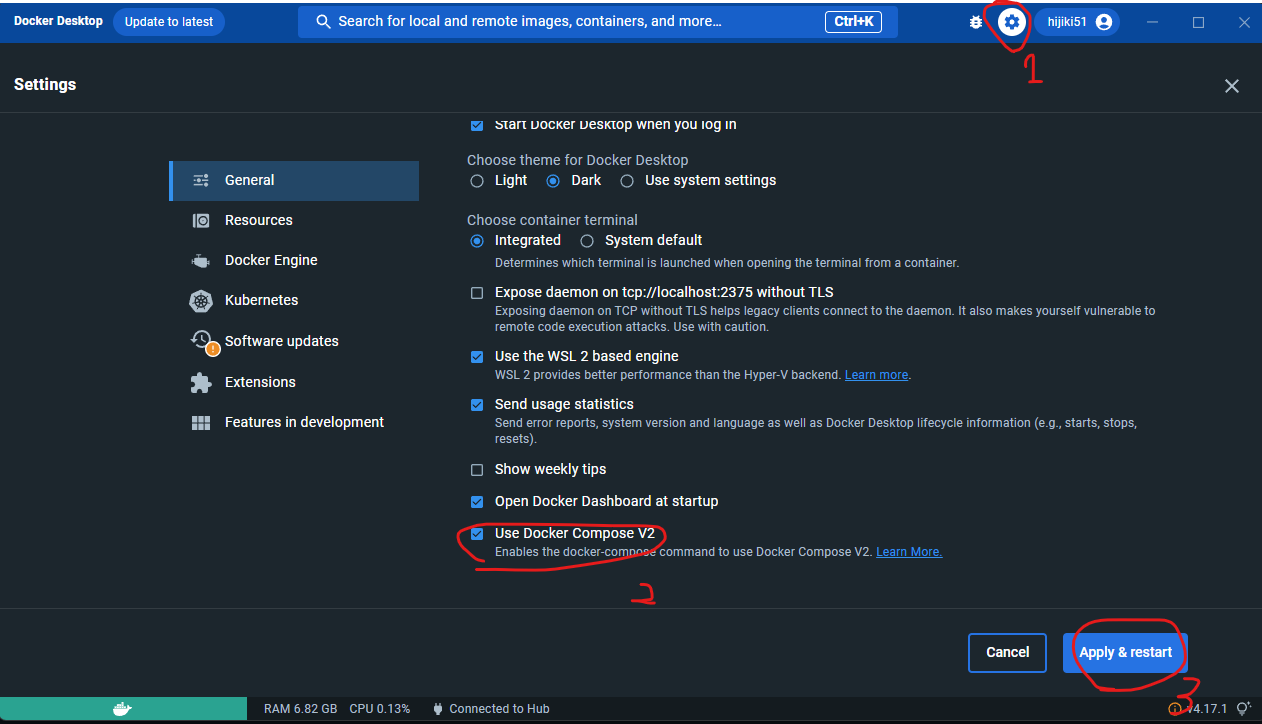 Docker Desktop Update to latest Search for local and remote images, containers, and more... Ctrl+K hijiki51
1
Settings
Start Docker Desktop when you log in
Choose theme for Docker Desktop
Light Dark Use system settings
Choose container terminal
Integrated System default
Determines which terminal is launched when opening the terminal from a container.
Expose daemon on tcp://localhost:2375 without TLS
Exposing daemon on TCP without TLS helps legacy clients connect to the daemon. It also makes yourself vulnerable to
remote code execution attacks. Use with caution.
Use the WSL 2 based engine
WSL 2 provides better performance than the Hyper-V backend. Learn more.
Send usage statistics
Send error reports, system version and language as well as Docker Desktop lifecycle information (e.g., starts, stops,
resets).
Show weekly tips
Open Docker Dashboard at startup
Use Docker Compose V2
Enables the docker-compose command to use Docker Compose V2. Learn More.
2
General
Resources
Docker Engine
Kubernetes
Software updates
Extensions
Features in development
Cancel Apply & restart
3
RAM 6.82 GB CPU 0.13% Connected to Hub v4.17.1